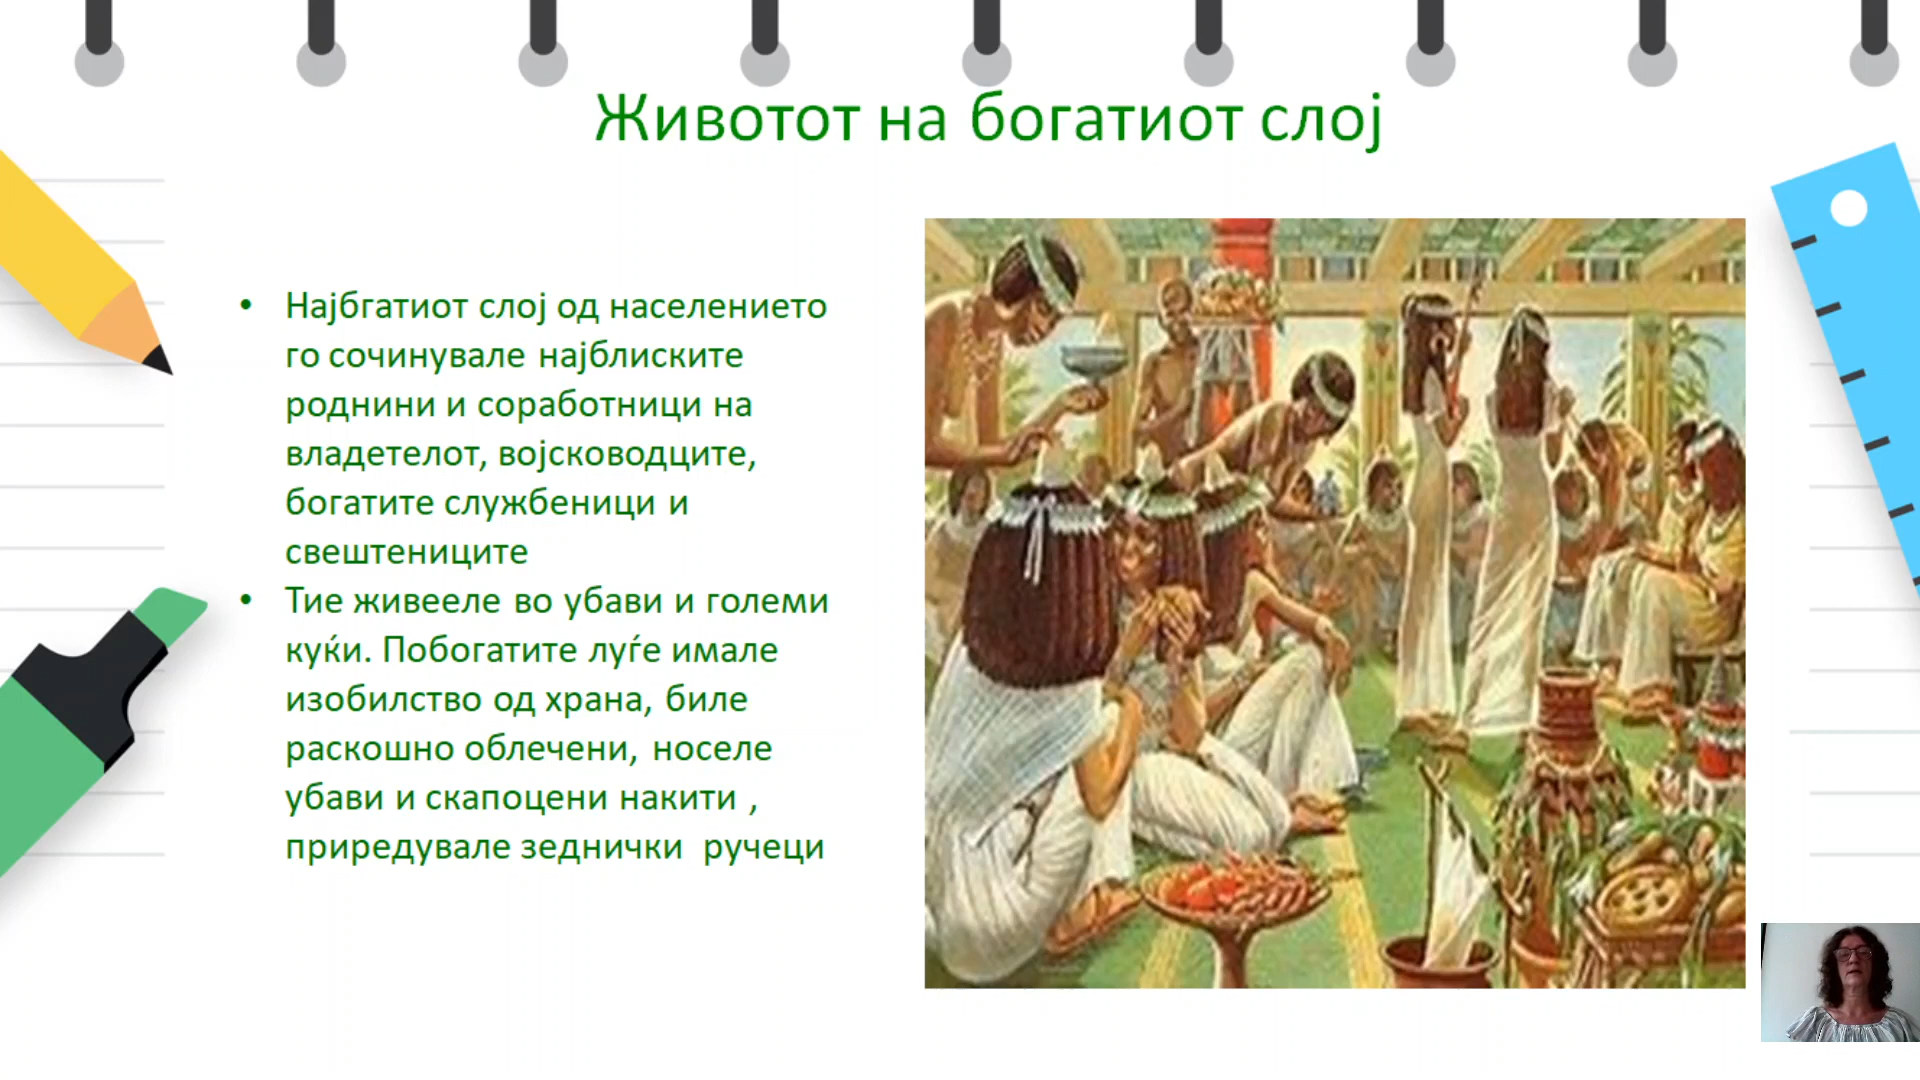 Животот на богатиот слој
• Најбгатиот слој од населението
го сочинувале најблиските
роднини и соработници на
владетелот, војсководците,
богатите службеници и
свештениците
• Тие живееле во убави и големи
куќи. Побогатите луѓе имале
изобилство од храна, биле
раскошно облечени, носеле
убави и скапоцени накити ,
приредувале зеднички  ручеци